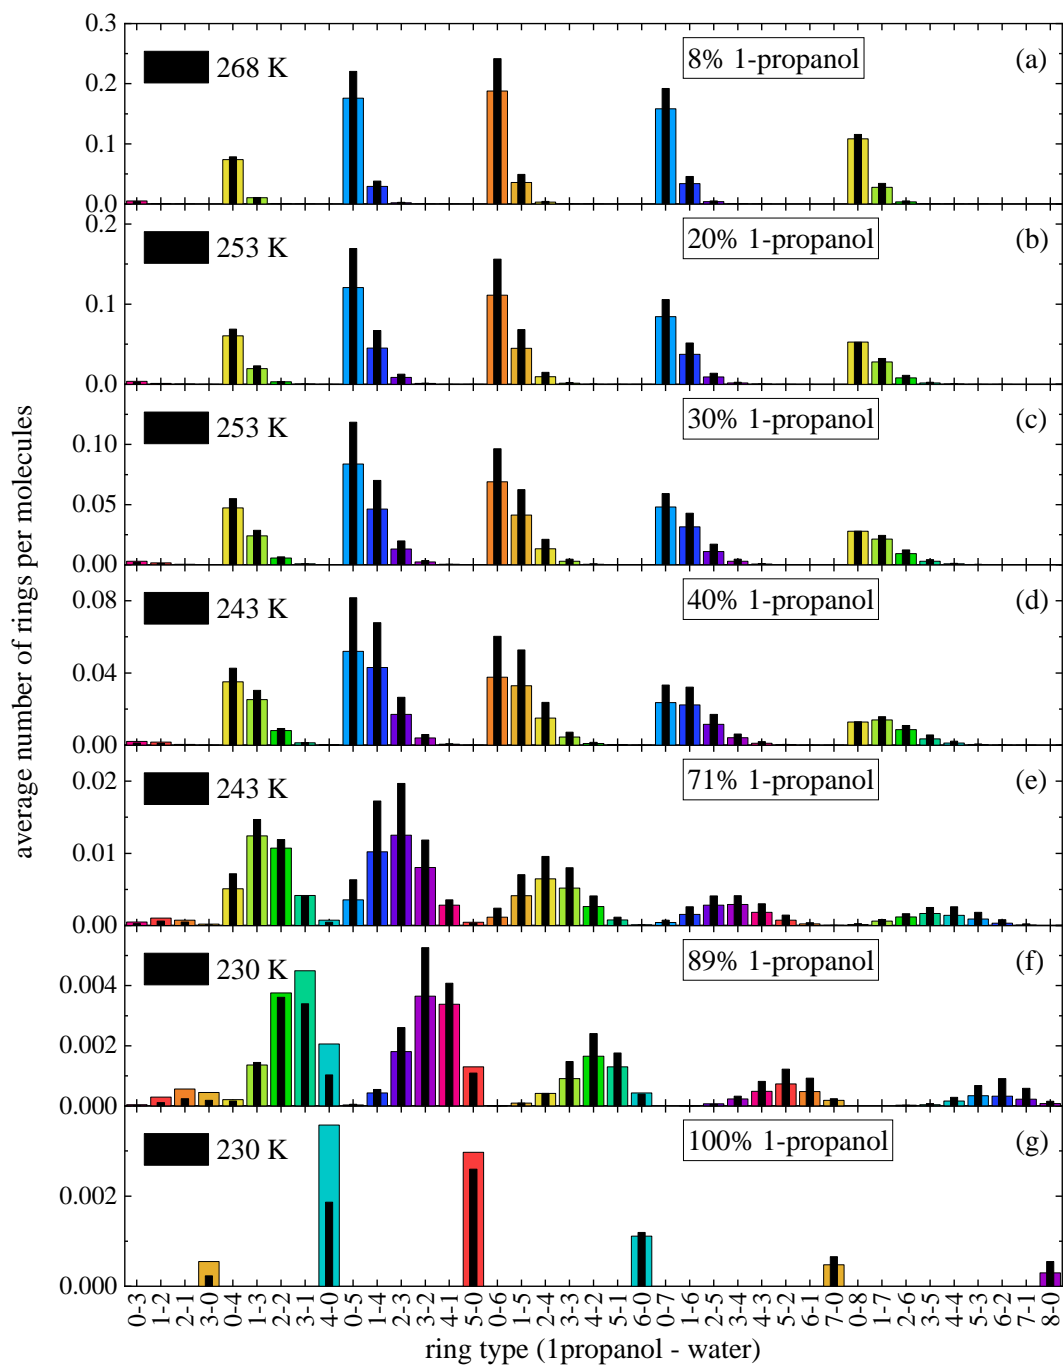 0.3
268 K
8% 1-propanol
(a)
0.2
0.1
0.0
0.2
253 K
20% 1-propanol
(b)
0.1
0.0
253 K
30% 1-propanol
(c)
0.10
0.05
0.00
243 K
40% 1-propanol
(d)
0.08
0.04
0.00
243 K
71% 1-propanol
(e)
0.02
0.01
0.00
230 K
89% 1-propanol
(f)
0.004
0.002
0.000
230 K
100% 1-propanol
(g)
0.002
0.000
average number of rings per molecules
0-3 1-2 2-1 3-0 0-4 1-3 2-2 3-1 4-0 0-5 1-4 2-3 3-2 4-1 5-0 0-6 1-5 2-4 3-3 4-2 5-1 6-0 0-7 1-6 2-5 3-4 4-3 5-2 6-1 7-0 0-8 1-7 2-6 3-5 4-4 5-3 6-2 7-1 8-0
ring type (1propanol - water)